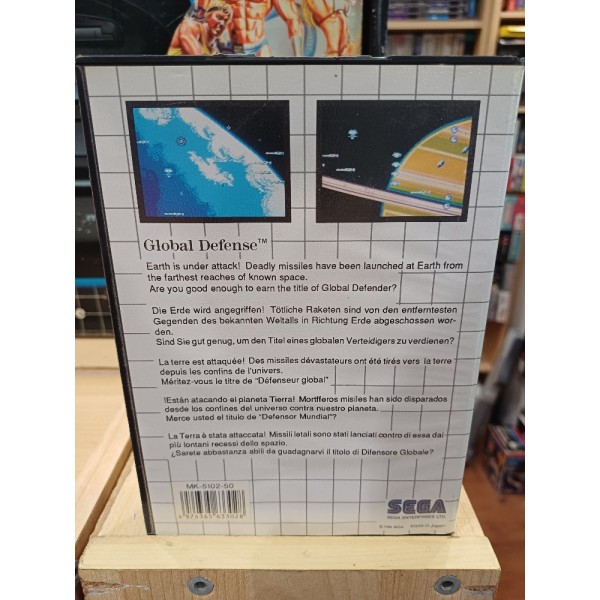 Global Defense™
Earth is under attack! Deadly missiles have been launched at Earth from
the farthest reaches of known space.
Are you good enough to earn the title of Global Defender?
Die Erde wird angegriffen! Tötliche Raketen sind von den entferntesten
Gegenden des bekannten Weltalls in Richtung Erde abgeschossen wor-
den.
Sind Sie gut genug, um den Titel eines globalen Verteidigers zu verdienen?
La terre est attaquée! Des missiles dévastateurs ont été tirés vers la terre
depuis les confins de l'univers.
Méritez-vous le titre de "Défenseur global"
!Están atacando el planeta Tierra! Mortíferos misiles han sido disparados
desde los confines del universo contra nuestro planeta.
Merce usted el titulo de "Defensor Mundial"?
La Terra è stata attaccata! Missili letali sono stati lanciati contro di essa dai
più lontani recessi dello spazio.
¿Sarete abbastanza abili da guadagnarvi il titolo di Difensore Globale?
MK-5102-50
SEGA
SEGA ENTERPRISES LTD.